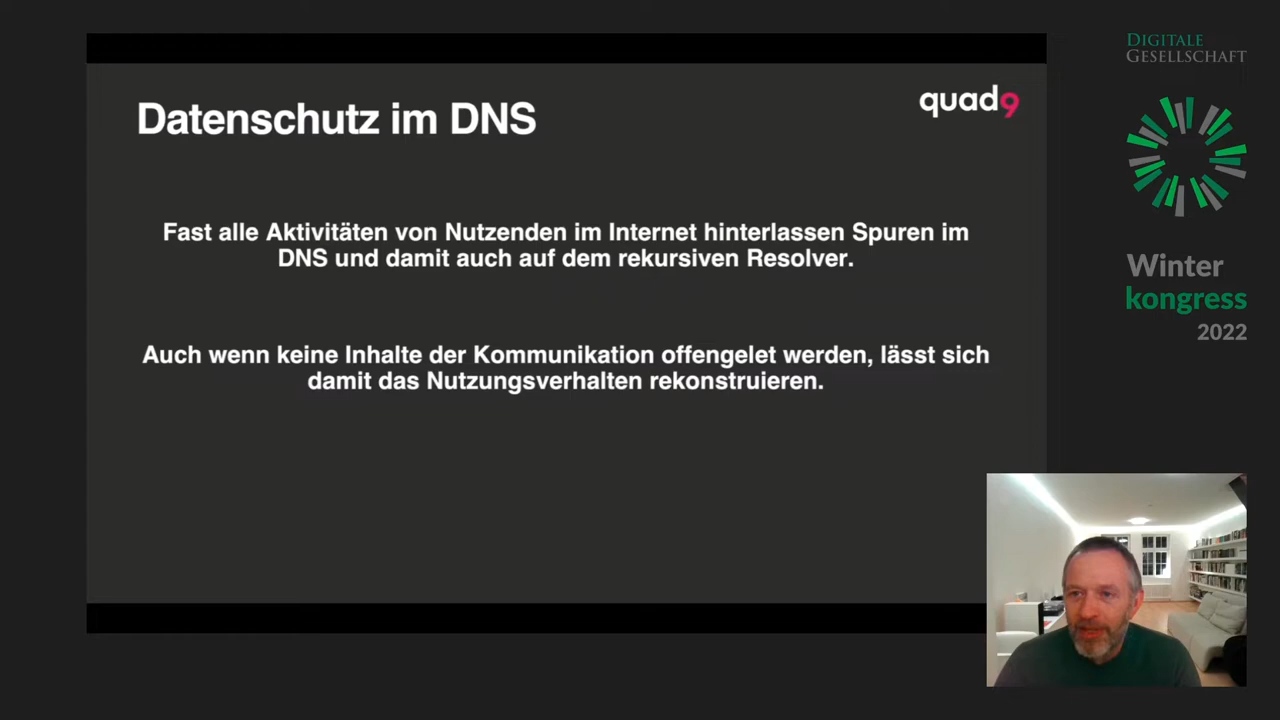 Datenschutz im DNS
quad9
Fast alle Aktivitäten von Nutzenden im Internet hinterlassen Spuren im
DNS und damit auch auf dem rekursiven Resolver.
Auch wenn keine Inhalte der Kommunikation offengelet werden, lässt sich
damit das Nutzungsverhalten rekonstruieren.
DIGITALE
GESELLSCHAFT
Winter
kongress
2022